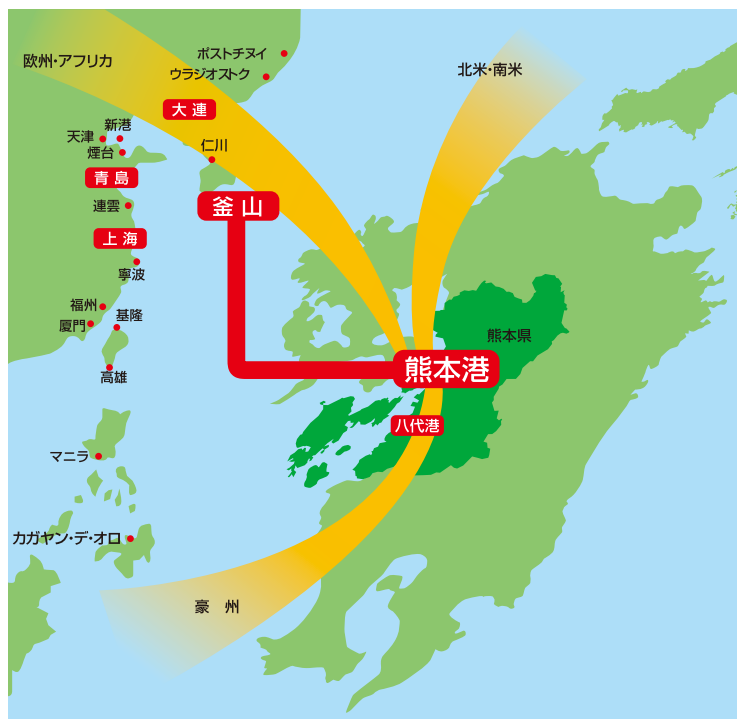 欧州・アフリカ
ポストチヌイ
ウラジオストク
北米・南米
大連
新港
天津
煙台
仁川
青島
釜山
連雲
上海
寧波
福州
基隆
厦門
熊本県
熊本港
高雄
八代港
マニラ
カガヤン・デ・オロ
豪州